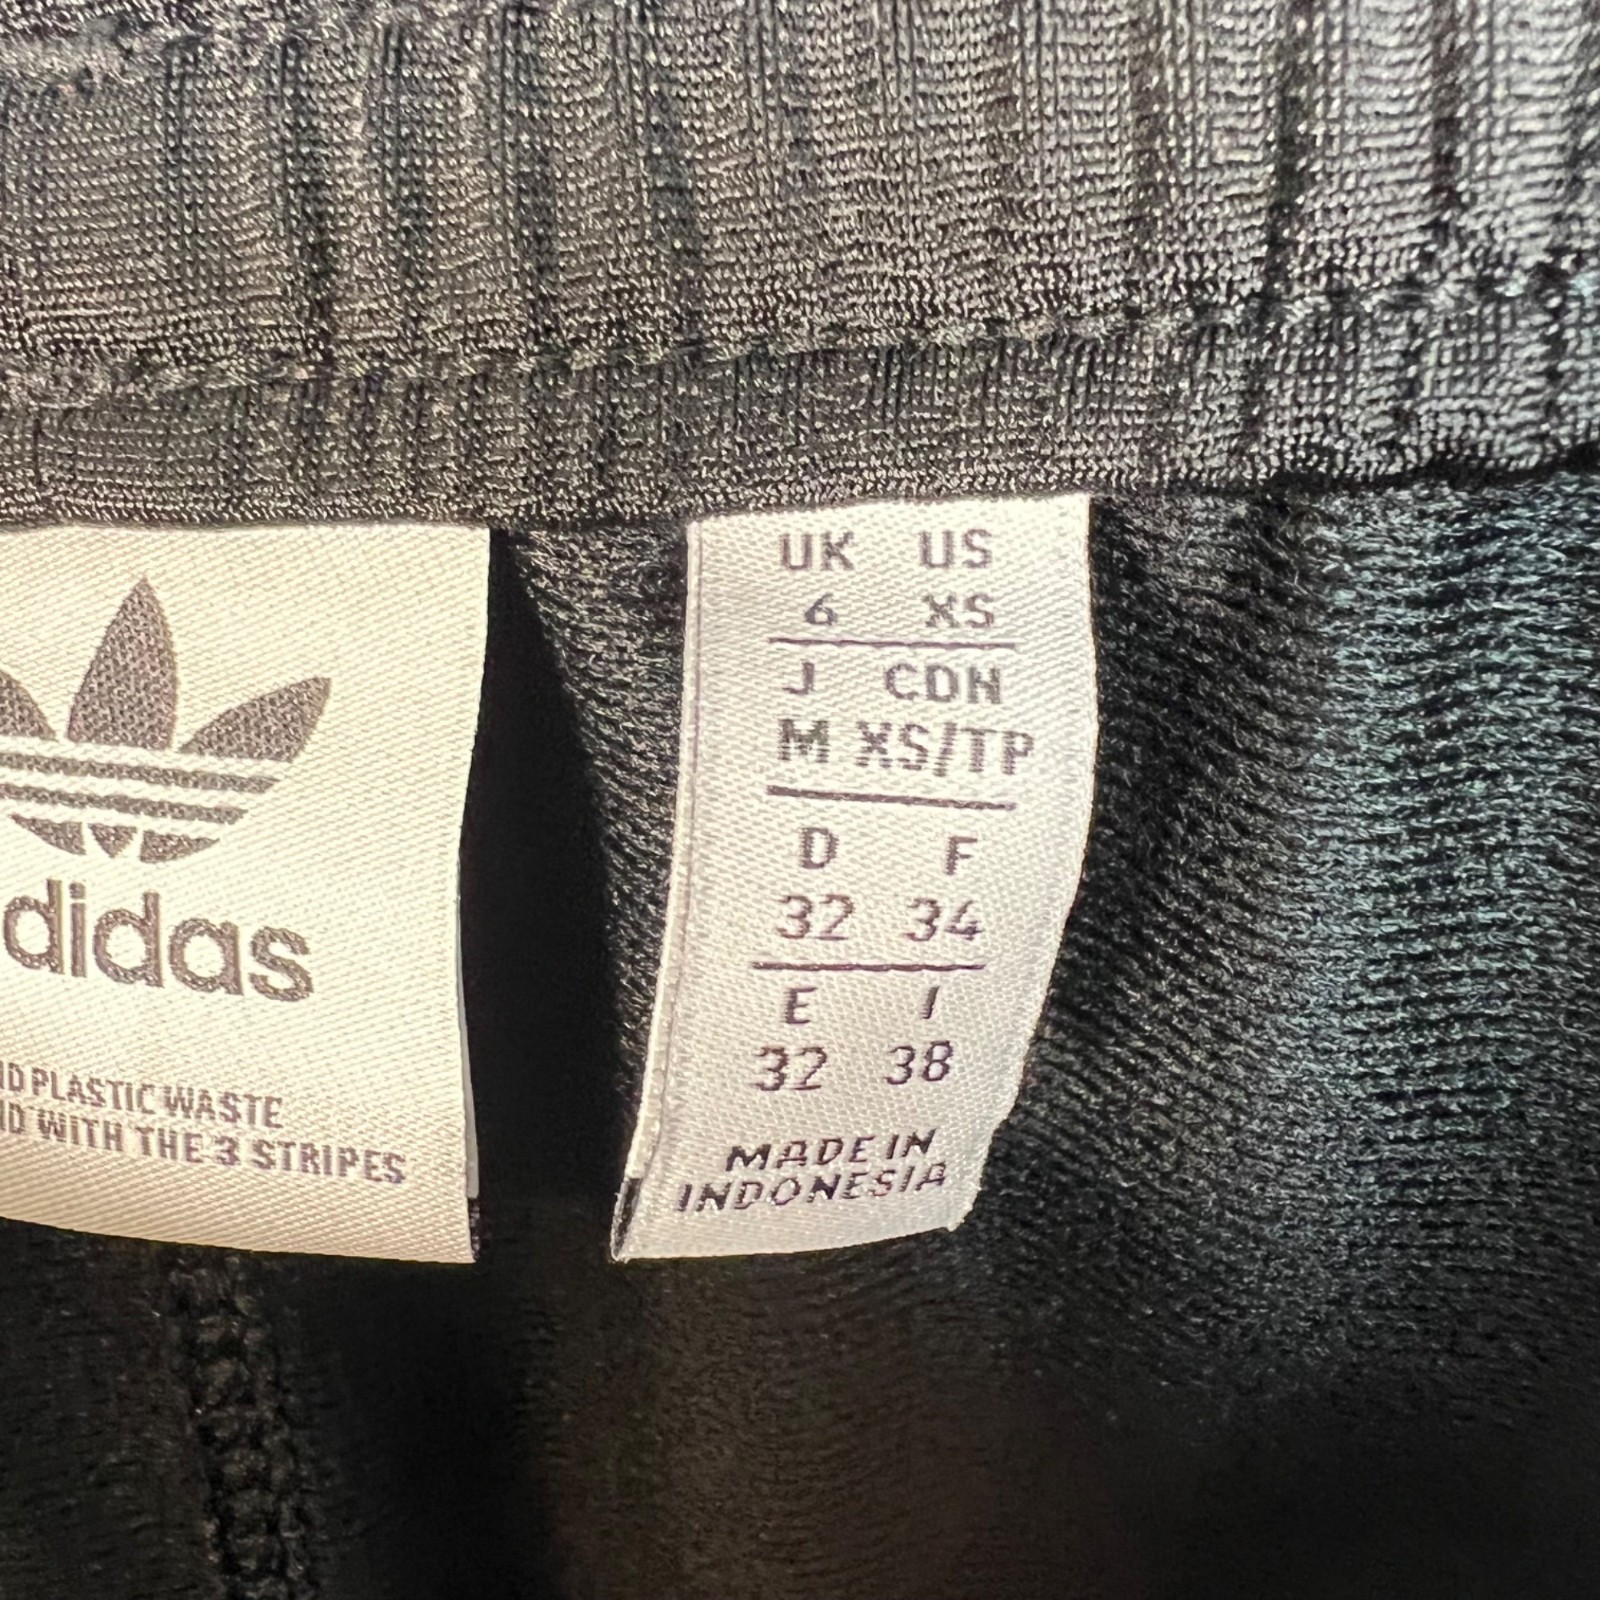 adidas
PLASTIC WASTE
WITH THE 3 STRIPES
UK US
6 XS
J CDN
M XS/TP
D F
32 34
E I
32 38
MADE IN
INDONESIA